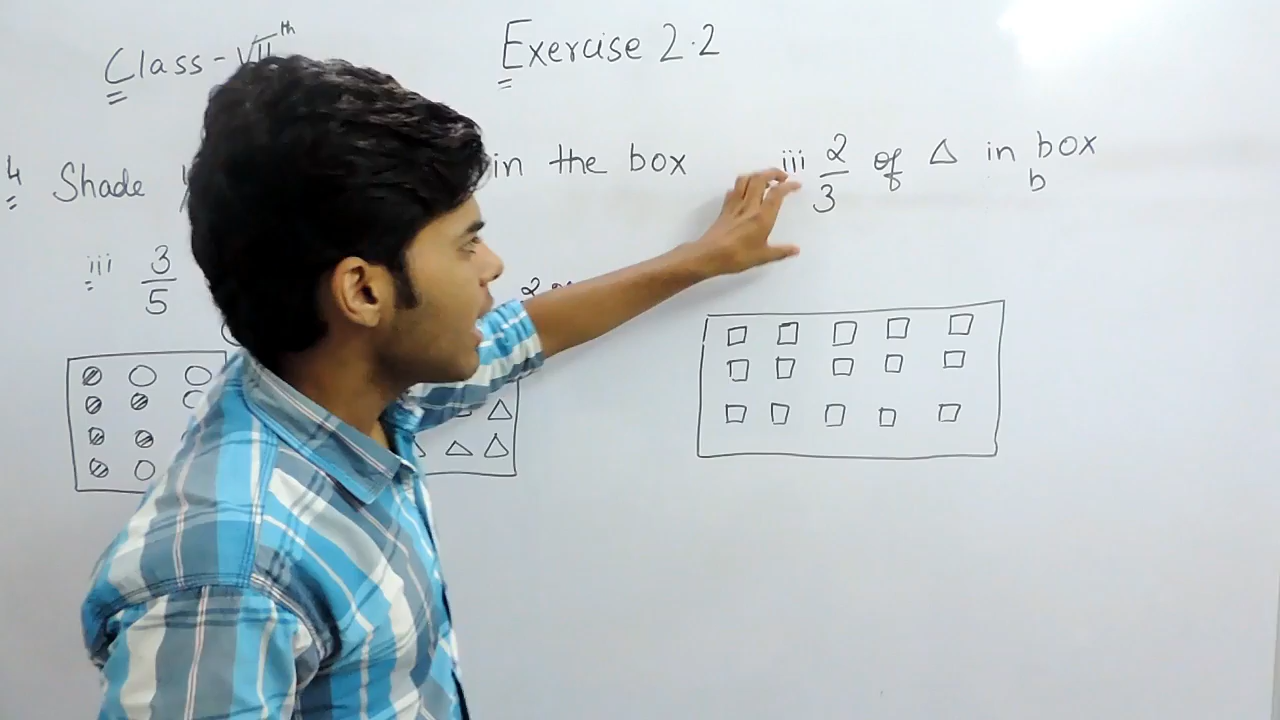 Class - VII th
Exercise 2.2
4 Shade in the box
iii 2/3 of △ in box
b
iii 3/5
2